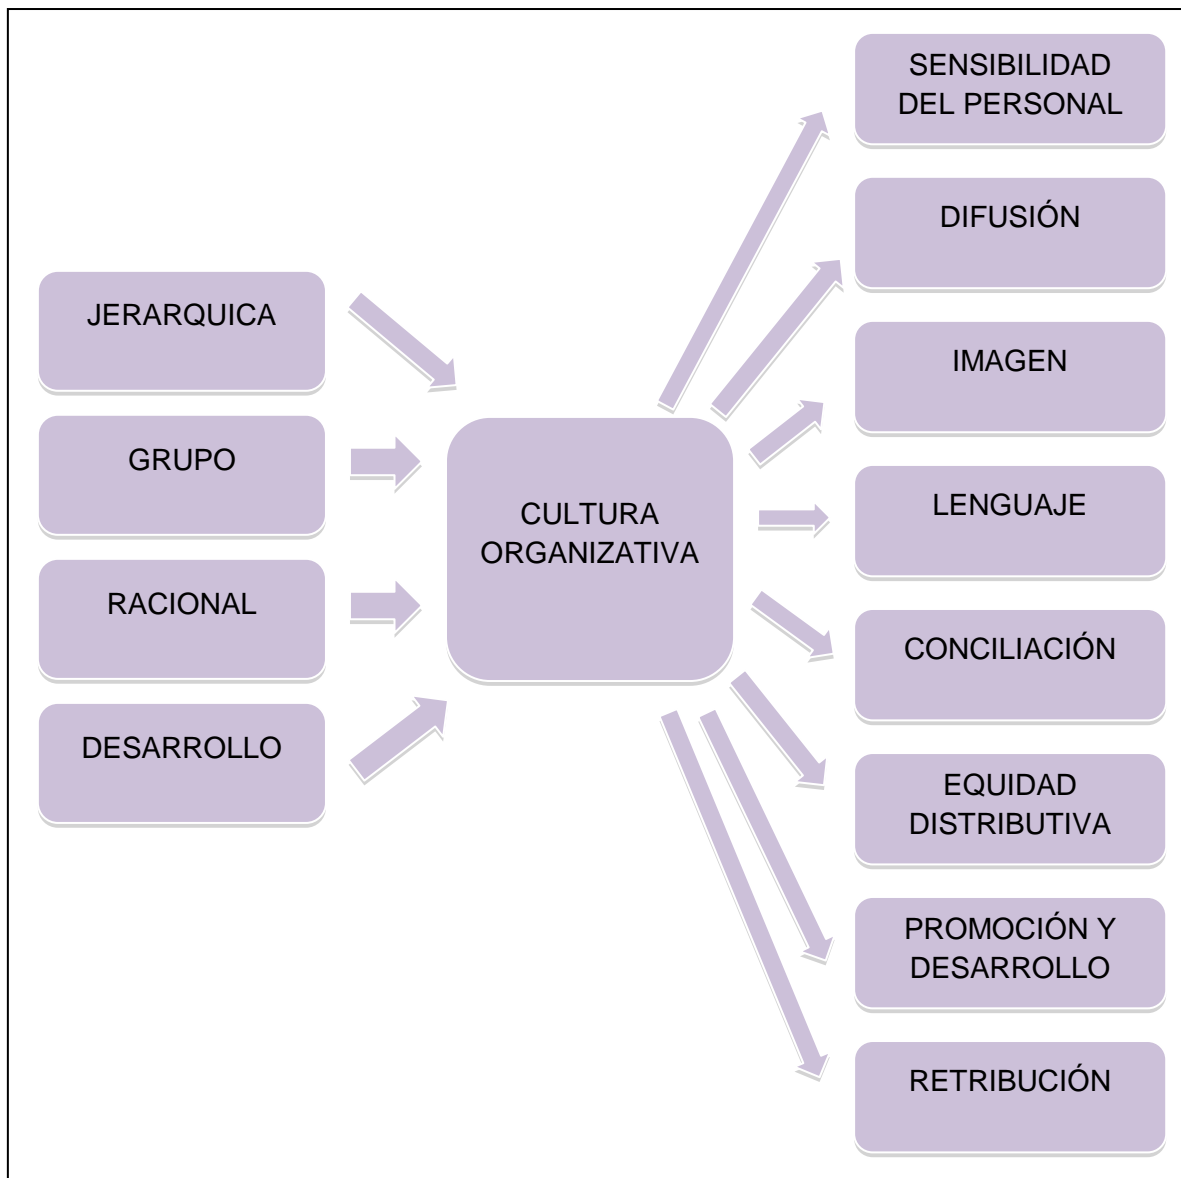 JERARQUICA
GRUPO
RACIONAL
DESARROLLO
CULTURA
ORGANIZATIVA
SENSIBILIDAD
DEL PERSONAL
DIFUSIÓN
IMAGEN
LENGUAJE
CONCILIACIÓN
EQUIDAD
DISTRIBUTIVA
PROMOCIÓN Y
DESARROLLO
RETRIBUCIÓN